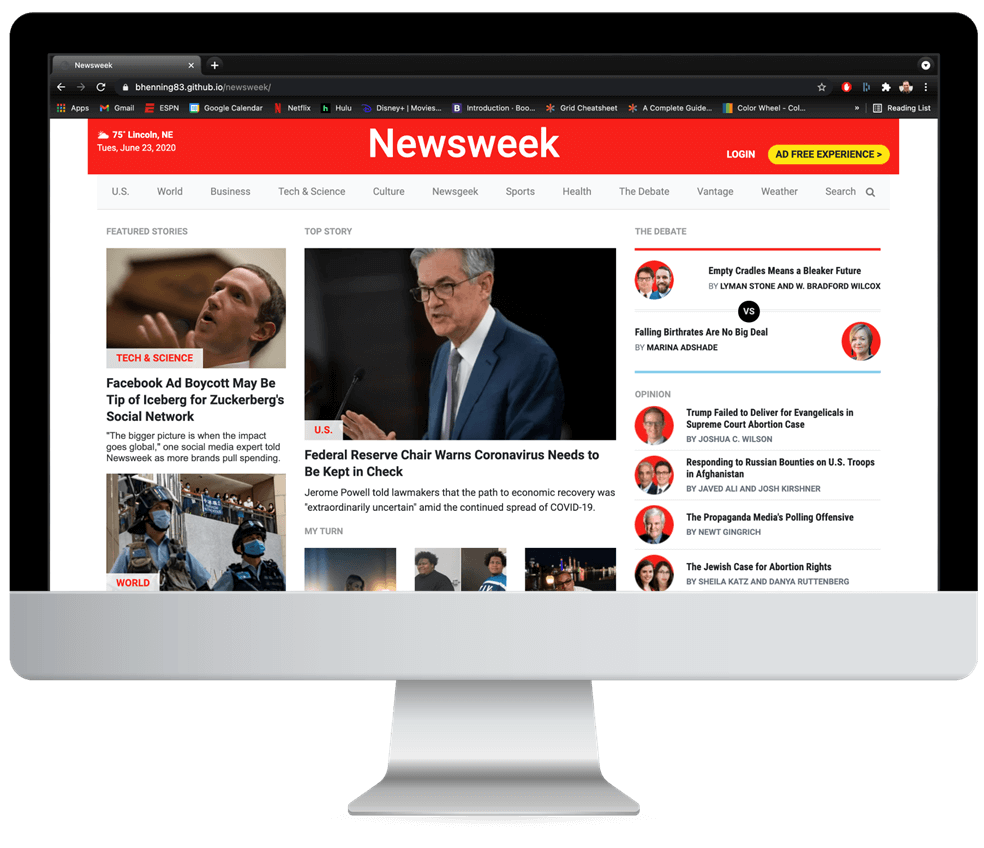 Newsweek
bhenning83.github.io/newsweek/
Apps Gmail ESPN Google Calendar Netflix Hulu Disney+ | Movies... Introduction · Boo... Grid Cheatsheet A Complete Guide... Color Wheel - Col... » Reading List
75° Lincoln, NE
Tues, June 23, 2020
Newsweek
LOGIN
AD FREE EXPERIENCE >
U.S. World Business Tech & Science Culture Newsgeek Sports Health The Debate Vantage Weather Search
FEATURED STORIES
TECH & SCIENCE
Facebook Ad Boycott May Be
Tip of Iceberg for Zuckerberg's
Social Network
"The bigger picture is when the impact
goes global," one social media expert told
Newsweek as more brands pull spending.
WORLD
TOP STORY
U.S.
Federal Reserve Chair Warns Coronavirus Needs to
Be Kept in Check
Jerome Powell told lawmakers that the path to economic recovery was
"extraordinarily uncertain" amid the continued spread of COVID-19.
MY TURN
THE DEBATE
Empty Cradles Means a Bleaker Future
BY LYMAN STONE AND W. BRADFORD WILCOX
VS
Falling Birthrates Are No Big Deal
BY MARINA ADSHADE
OPINION
Trump Failed to Deliver for Evangelicals in
Supreme Court Abortion Case
BY JOSHUA C. WILSON
Responding to Russian Bounties on U.S. Troops
in Afghanistan
BY JAVED ALI AND JOSH KIRSHNER
The Propaganda Media's Polling Offensive
BY NEWT GINGRICH
The Jewish Case for Abortion Rights
BY SHEILA KATZ AND DANYA RUTTENBERG